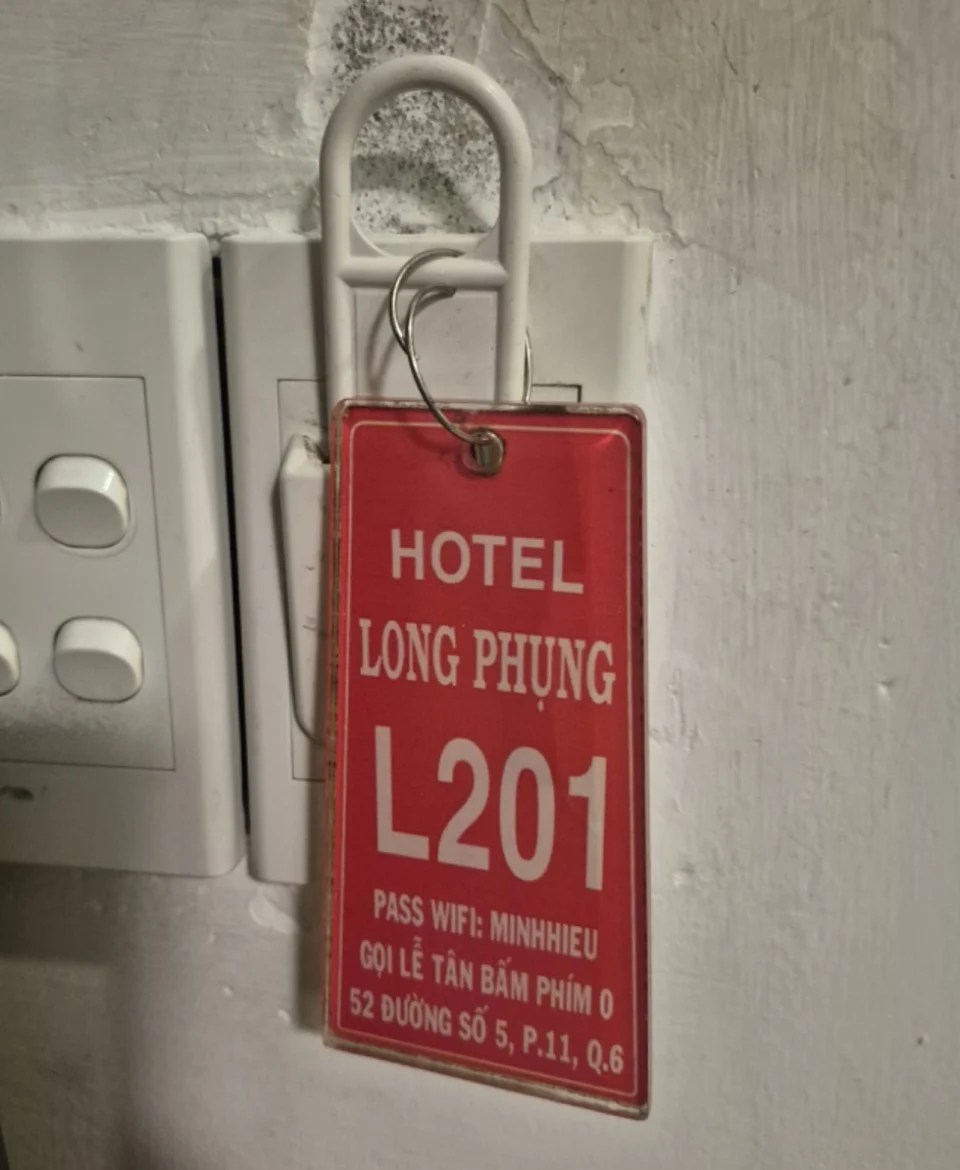 HOTEL
LONG PHỤNG
L201
PASS WIFI: MINHHIEU
GỌI LỄ TÂN BẤM PHÍM 0
52 ĐƯỜNG SỐ 5, P.11, Q.6